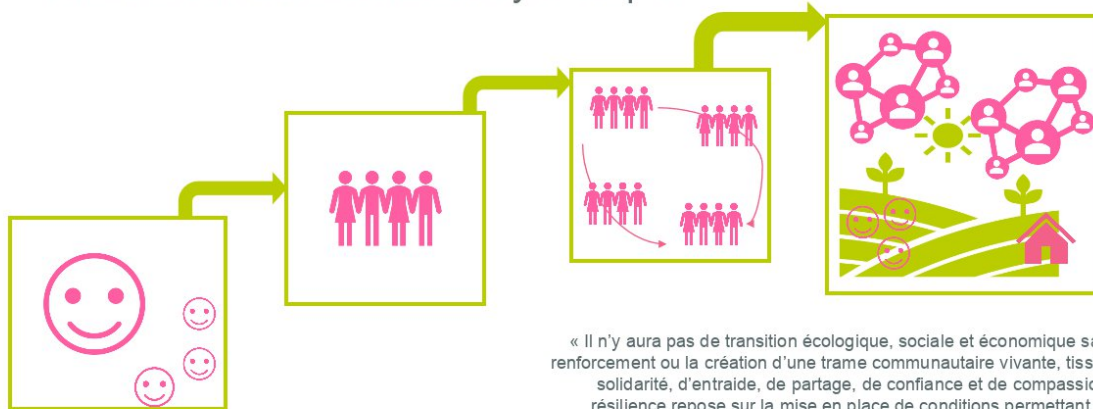 « Il n'y aura pas de transition écologique, sociale et économique
renforcement ou la création d'une trame communautaire vivante,
solidarité, d'entraide, de partage, de confiance et de
résilience repose sur la mise en place de conditions permettant